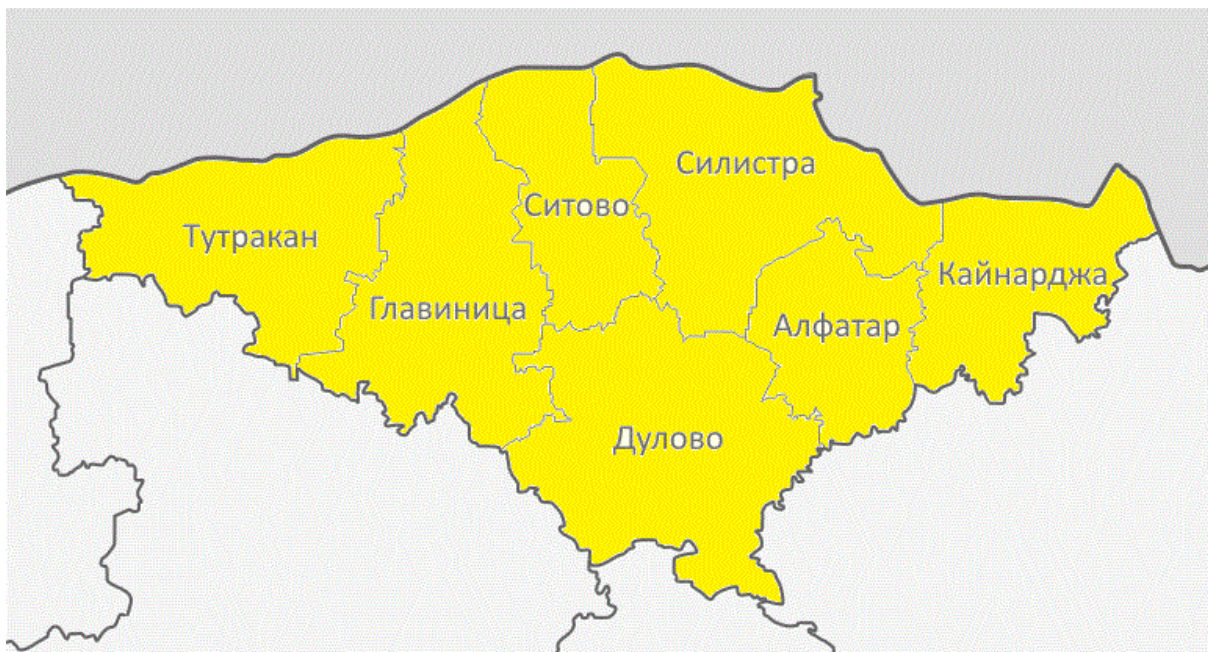 Силистра
Ситово
Тутракан
Кайнарджа
Главиница
Алфатар
Дулово